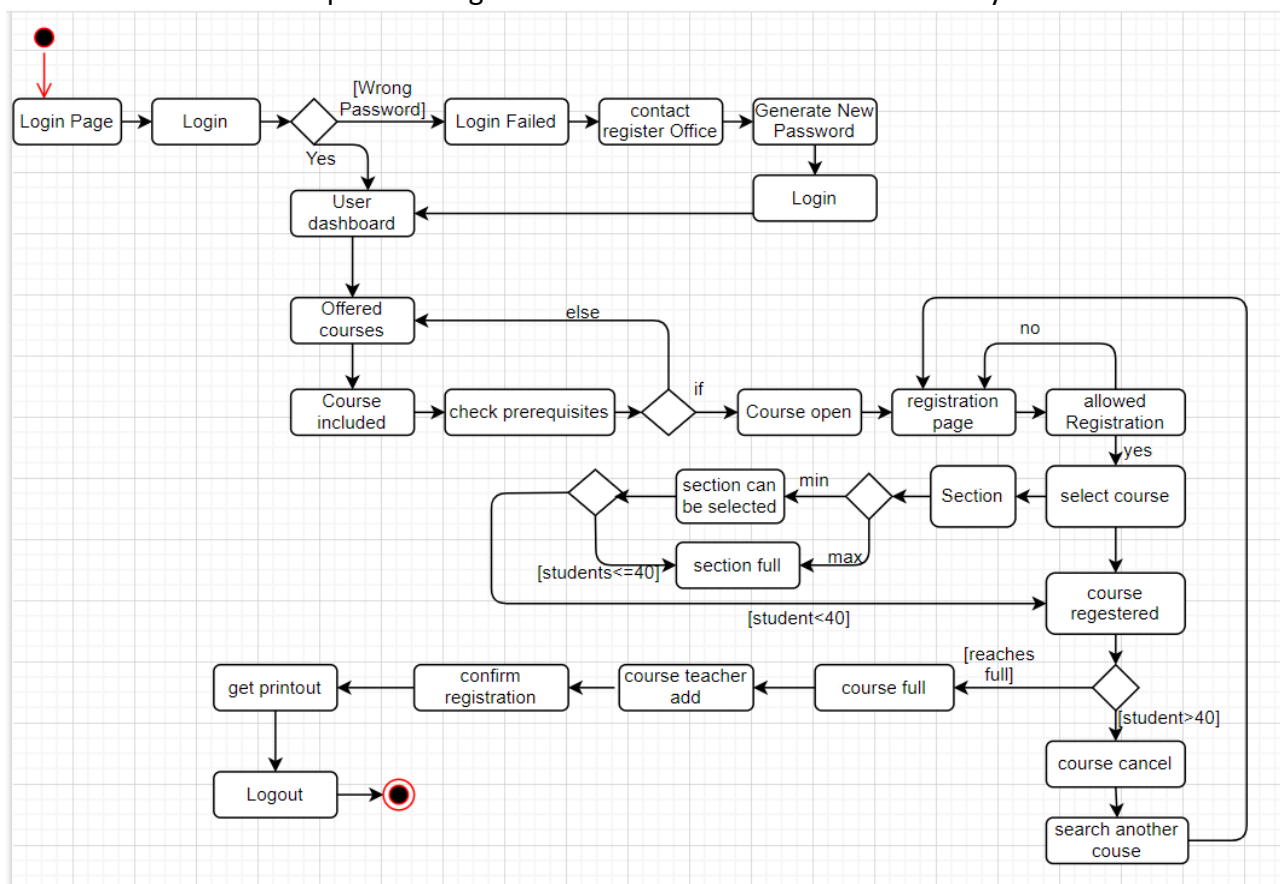 [Wrong
Password]
Login Page
Login
Login Failed
contact
register Office
Generate New
Password
Yes
User
dashboard
Login
Offered
courses
else
no
if
Course
included
check prerequisites
Course open
registration
page
allowed
Registration
yes
section can
be selected
min
Section
select course
section full
max
[students<=40]
course
regestered
[student<40]
[reaches
full]
get printout
confirm
registration
course teacher
add
course full
[student>40]
course cancel
Logout
search another
couse